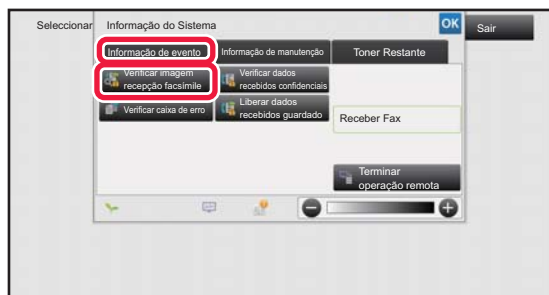 Seleccionar
Informação do Sistema
OK
Sair
Informação de evento
Informação de manutenção
Toner Restante
Verificar imagem
recepção facsímile
Verificar dados
recebidos confidenciais
Verificar caixa de erro
Liberar dados
recebidos guardado
Receber Fax
Terminar
operação remota